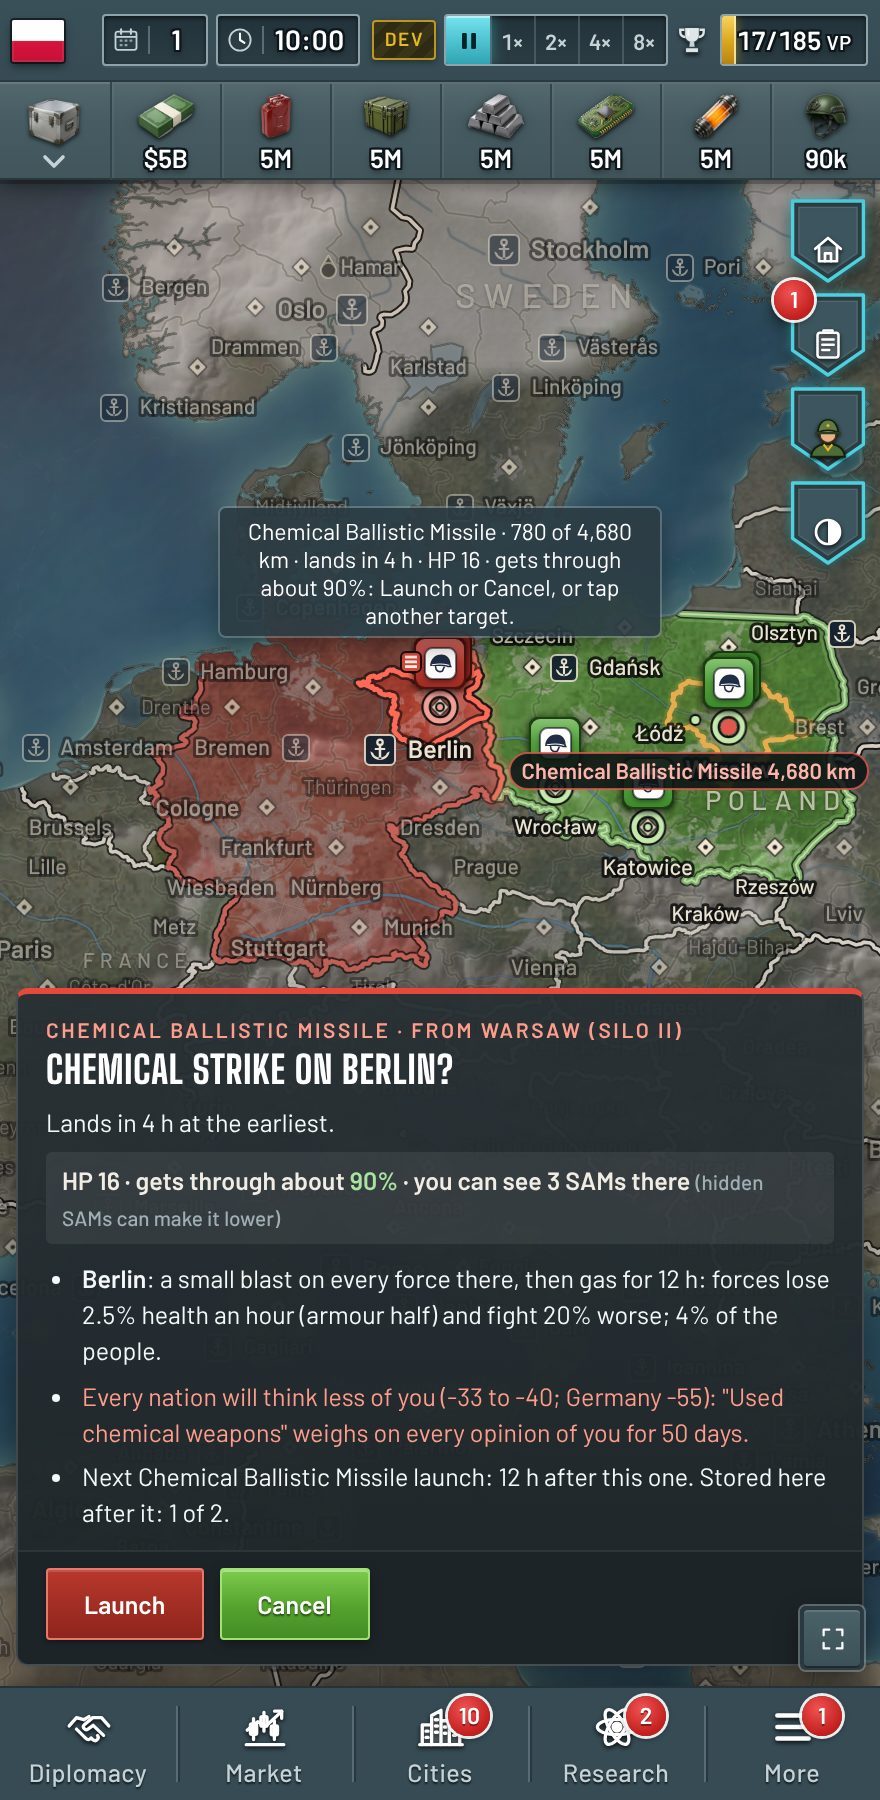 1
10:00
DEV
1×
2×
4×
8×
17/185 VP
$5B
5M
5M
5M
5M
5M
90k
Stockholm
Hamar
Pori
Bergen
SWEDEN
1
Oslo
Drammen
Västerås
Karlstad
Linköping
Kristiansand
Jönköping
Växjö
Chemical Ballistic Missile · 780 of 4,680
km · lands in 4 h · HP 16 · gets through
about 90%: Launch or Cancel, or tap
another target.
Copenhagen
Siauliai
Szczecin
Olsztyn
Hamburg
Gdańsk
Drenthe
Łódź
Brest
Amsterdam
Bremen
Berlin
Chemical Ballistic Missile 4,680 km
Thüringen
POLAND
Cologne
Brussels
Dresden
Wrocław
Frankfurt
Lille
Prague
Katowice
Wiesbaden
Nürnberg
Rzeszów
Metz
Munich
Kraków
Lviv
Paris
FRANCE
Stuttgart
Hajdú-Bihar
Vienna
CHEMICAL BALLISTIC MISSILE · FROM WARSAW (SILO II)
CHEMICAL STRIKE ON BERLIN?
Lands in 4 h at the earliest.
HP 16 · gets through about 90% · you can see 3 SAMs there (hidden
SAMs can make it lower)
• Berlin: a small blast on every force there, then gas for 12 h: forces lose
2.5% health an hour (armour half) and fight 20% worse; 4% of the
people.
• Every nation will think less of you (-33 to -40; Germany -55): "Used
chemical weapons" weighs on every opinion of you for 50 days.
• Next Chemical Ballistic Missile launch: 12 h after this one. Stored here
after it: 1 of 2.
Launch
Cancel
10
2
1
Diplomacy
Market
Cities
Research
More